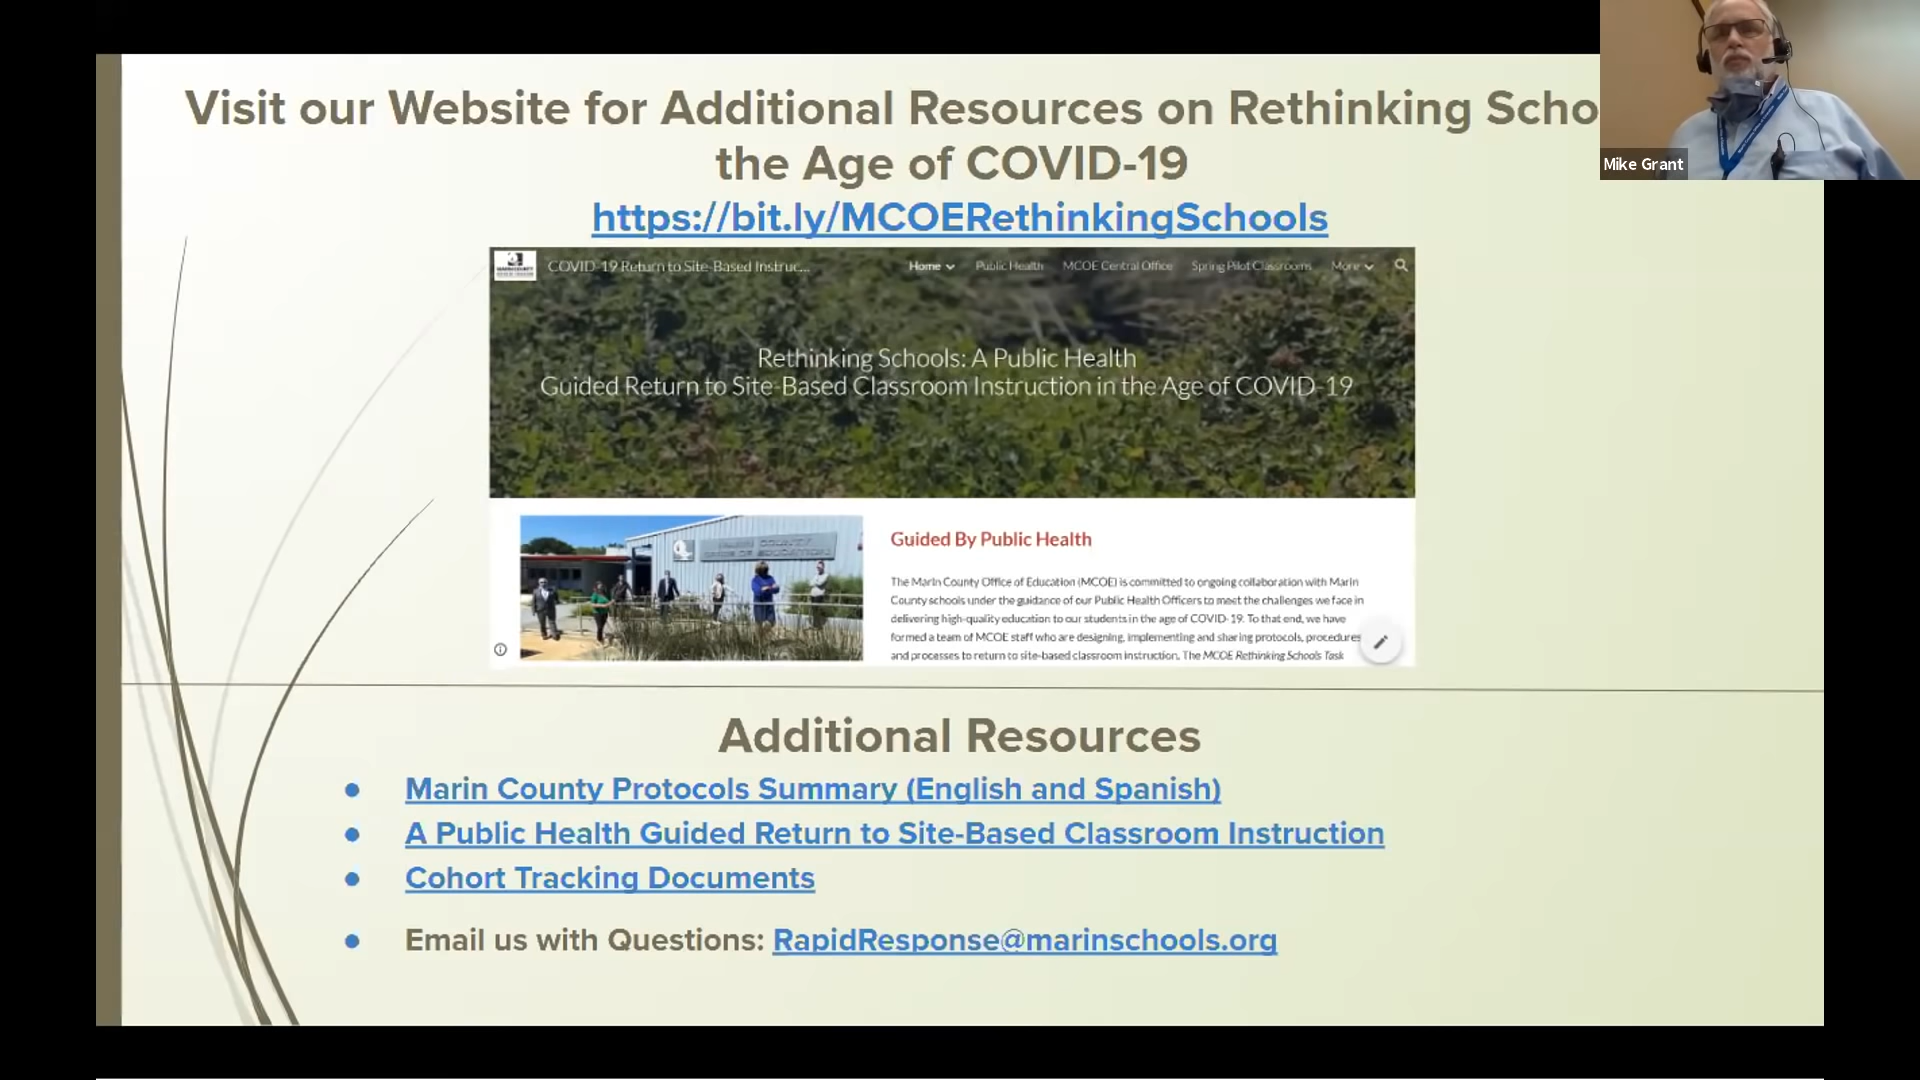 Visit our Website for Additional Resources on Rethinking Scho
the Age of COVID-19
https://bit.ly/MCOERethinkingSchools
Mike Grant
MARIN COUNTY
COVID-19 Return to Site-Based Instruc...
Home
Public Health
MCOE Central Office
Spring Pilot Classrooms
More
Rethinking Schools: A Public Health
Guided Return to Site-Based Classroom Instruction in the Age of COVID-19
MARIN COUNTY
OFFICE OF EDUCATION
Guided By Public Health
The Marin County Office of Education (MCOE) is committed to ongoing collaboration with Marin
County schools under the guidance of our Public Health Officers to meet the challenges we face in
delivering high-quality education to our students in the age of COVID-19. To that end, we have
formed a team of MCOE staff who are designing, implementing and sharing protocols, procedures
and processes to return to site-based classroom instruction. The MCOE Rethinking Schools Task
Additional Resources
Marin County Protocols Summary (English and Spanish)
A Public Health Guided Return to Site-Based Classroom Instruction
Cohort Tracking Documents
Email us with Questions: RapidResponse@marinschools.org